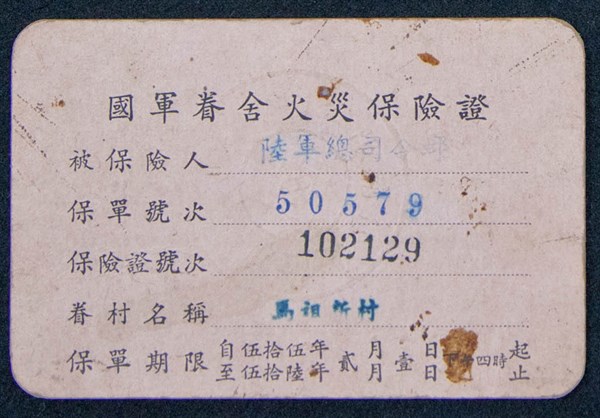 國軍眷舍火災保險證
被保險人 陸軍總司令部
保單號次 50579
保險證號次 102129
眷村名稱 馬祖新村
保單期限 自伍拾伍年貳月壹日下午四時起
至伍拾陸年月日止